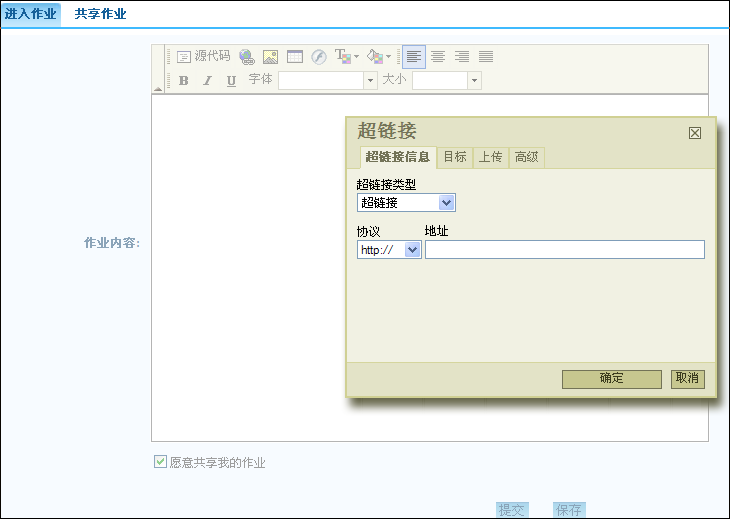 进入作业 共享作业
源代码
B I U 字体 大小
超链接
超链接信息 目标 上传 高级
超链接类型
超链接
协议 地址
http://
作业内容:
确定 取消
愿意共享我的作业
提交 保存